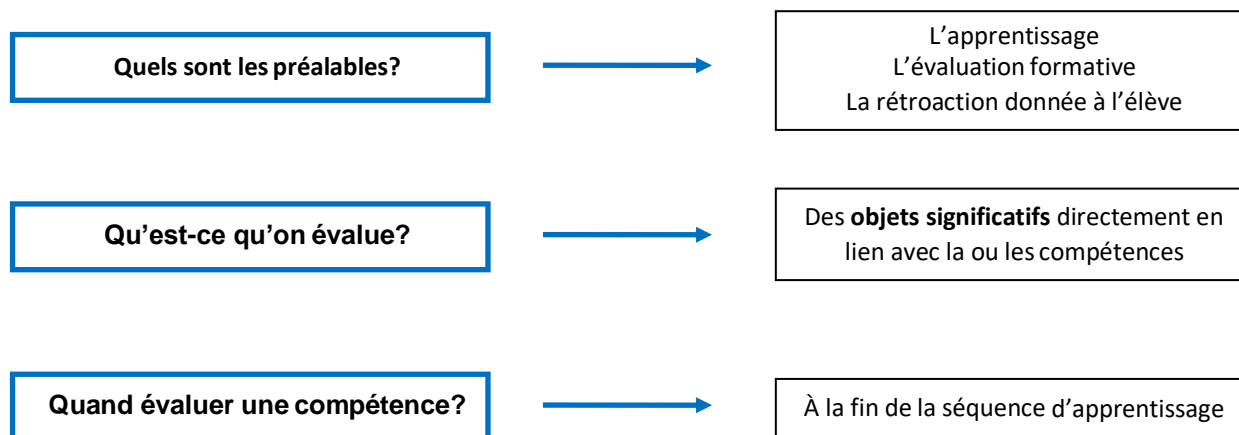 Quels sont les préalables?
L’apprentissage
L’évaluation formative
La rétroaction donnée à l’élève
Qu’est-ce qu’on évalue?
Des objets significatifs directement en
lien avec la ou les compétences
Quand évaluer une compétence?
À la fin de la séquence d’apprentissage